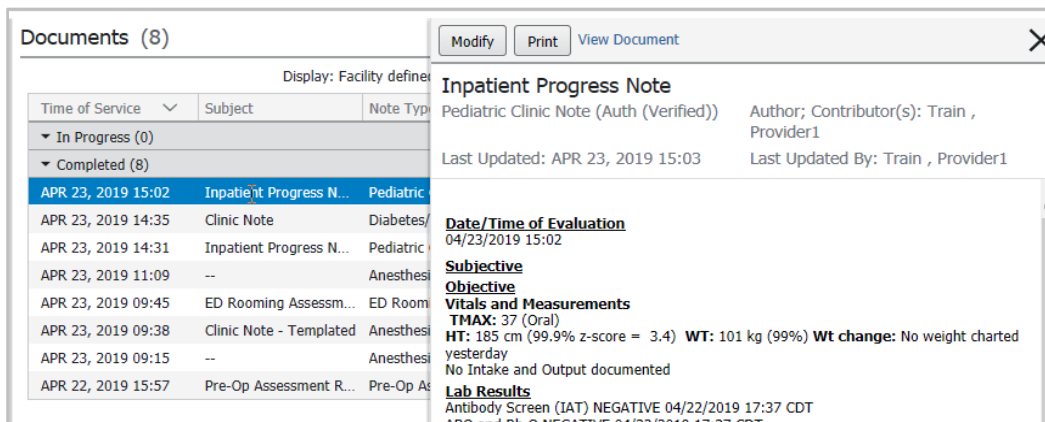 Documents (8)
Display: Facility define
Time of Service Subject Note Typ
In Progress (0)
Completed (8)
APR 23, 2019 15:02 Inpatient Progress N... Pediatric
APR 23, 2019 14:35 Clinic Note Diabetes/
APR 23, 2019 14:31 Inpatient Progress N... Pediatric
APR 23, 2019 11:09 -- Anesthesi
APR 23, 2019 09:45 ED Rooming Assessm... ED Room
APR 23, 2019 09:38 Clinic Note - Templated Anesthesi
APR 23, 2019 09:15 -- Anesthesi
APR 22, 2019 15:57 Pre-Op Assessment R... Pre-Op As
Modify Print View Document
Inpatient Progress Note
Pediatric Clinic Note (Auth (Verified)) Author; Contributor(s): Train ,
Provider1
Last Updated: APR 23, 2019 15:03 Last Updated By: Train , Provider1
Date/Time of Evaluation
04/23/2019 15:02
Subjective
Objective
Vitals and Measurements
TMAX: 37 (Oral)
HT: 185 cm (99.9% z-score = 3.4) WT: 101 kg (99%) Wt change: No weight charted
yesterday
No Intake and Output documented
Lab Results
Antibody Screen (IAT) NEGATIVE 04/22/2019 17:37 CDT